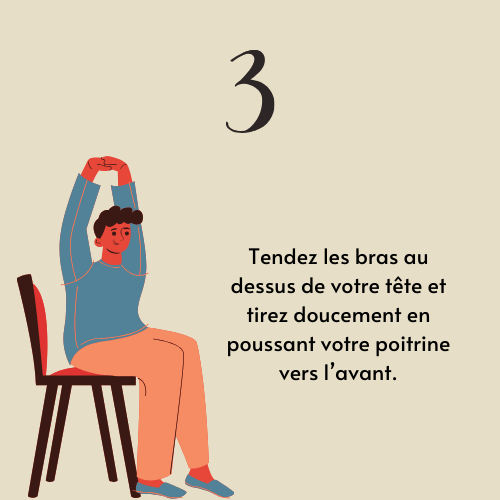 3
Tendez les bras au
dessus de votre tête et
tirez doucement en
poussant votre poitrine
vers l'avant.